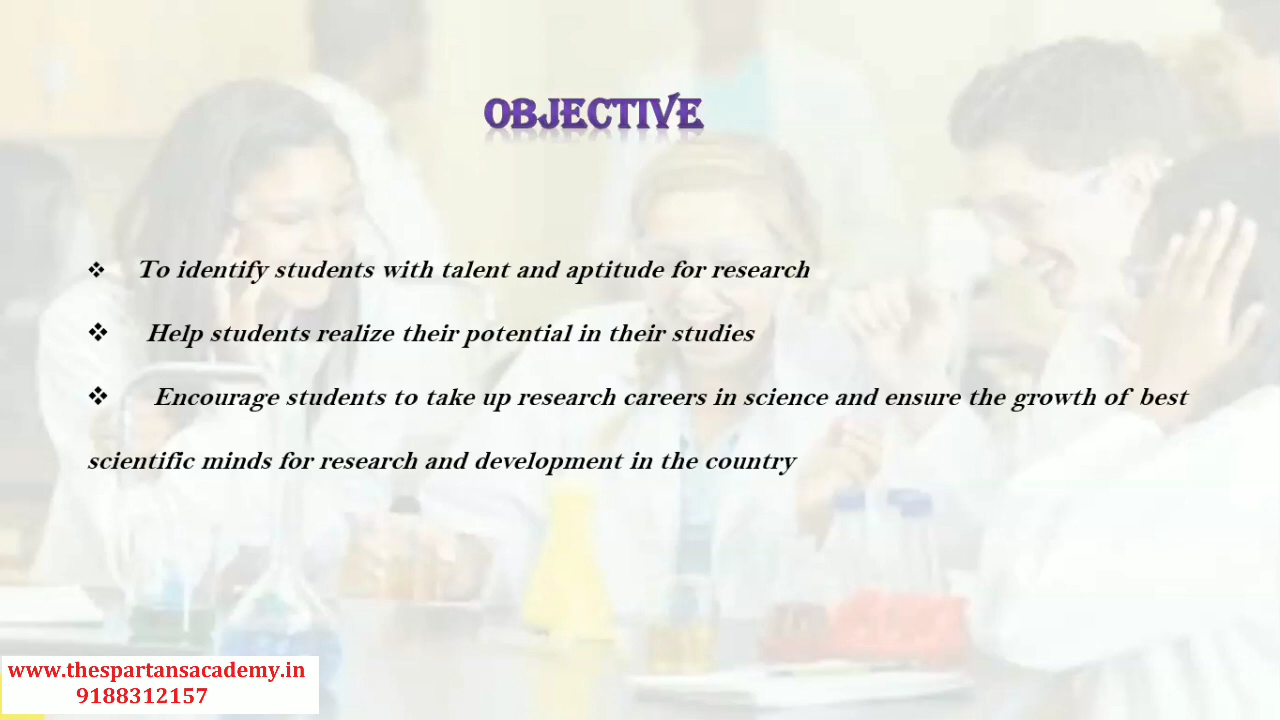 OBJECTIVE
❖ To identify students with talent and aptitude for research
❖ Help students realize their potential in their studies
❖ Encourage students to take up research careers in science and ensure the growth of best
scientific minds for research and development in the country
www.thespartansacademy.in
9188312157